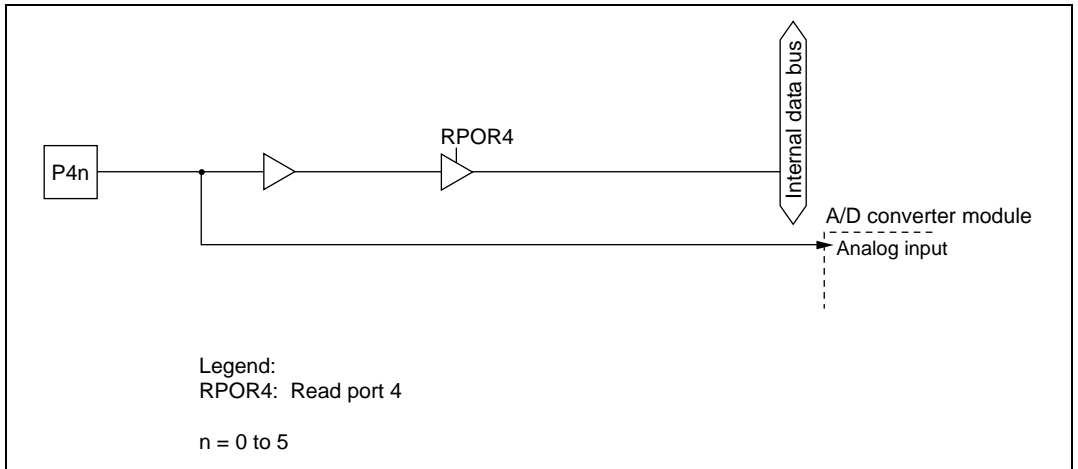 P4n
RPOR4
Internal data bus
A/D converter module
Analog input
Legend:
RPOR4: Read port 4
n = 0 to 5